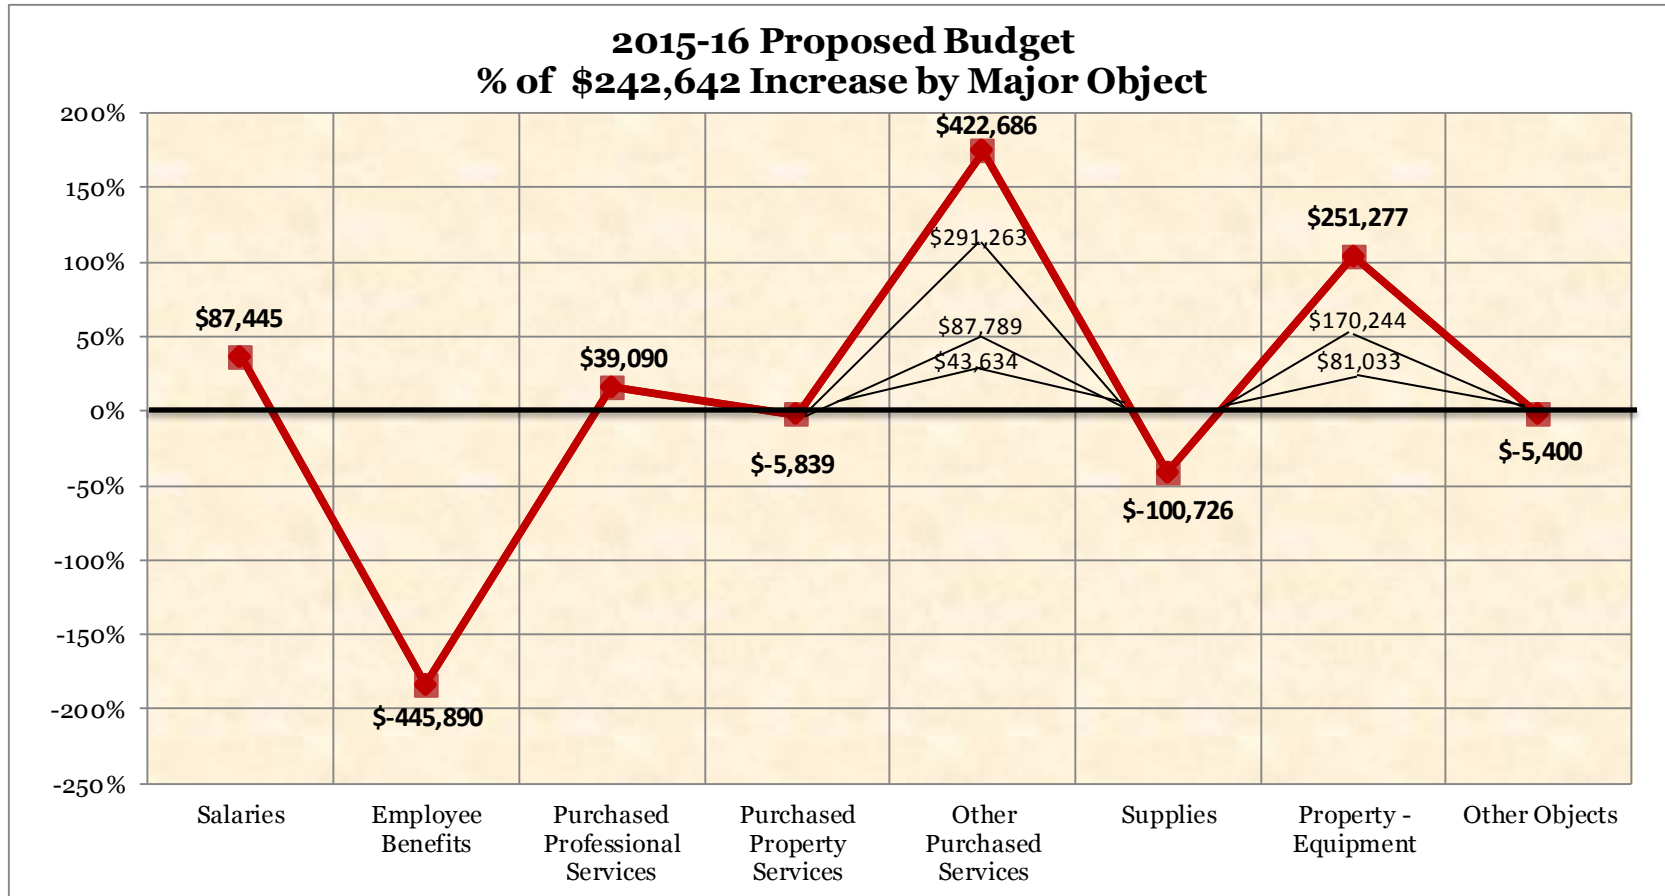 2015-16 Proposed Budget
% of $242,642 Increase by Major Object
200%
150%
100%
50%
0%
-50%
-100%
-150%
-200%
-250%
$87,445
$-445,890
$39,090
$-5,839
$422,686
$291,263
$87,789
$43,634
$-100,726
$251,277
$170,244
$81,033
$-5,400
Salaries
Employee
Benefits
Purchased
Professional
Services
Purchased
Property
Services
Other
Purchased
Services
Supplies
Property -
Equipment
Other Objects